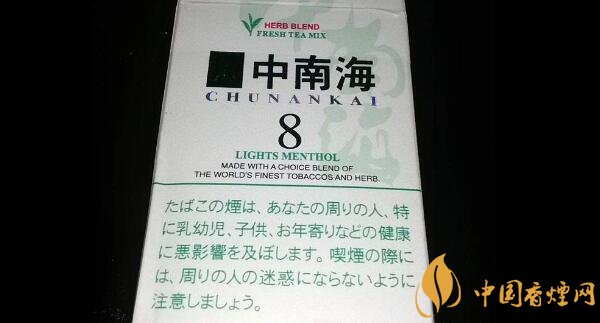 HERB BLEND
FRESH TEA MIX
中南海
CHUNANKAI
8
LIGHTS MENTHOL
MADE WITH A CHOICE BLEND OF
THE WORLD'S FINEST TOBACCOS AND HERB.
たばこの煙は、あなたの周りの人、特
に乳幼児、子供、お年寄りなどの健康
に悪影響を及ぼします。喫煙の際に
は、周りの人の迷惑にならないように
注意しましょう。
中国香烟网